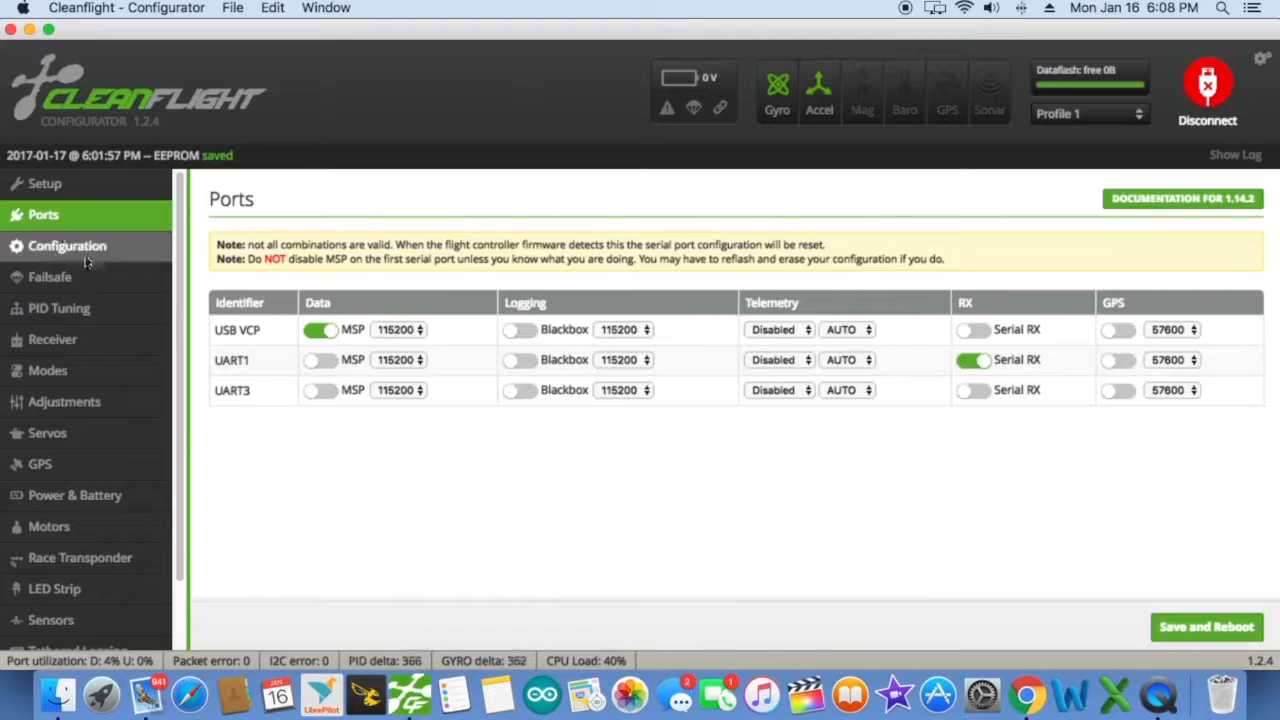 Cleanflight - Configurator File Edit Window Mon Jan 16 6:08 PM
CLEANFLIGHT
CONFIGURATOR 1.2.4
0 V
Gyro Accel Mag Baro GPS Sonar
Dataflash: free 0B
Profile 1
Disconnect
2017-01-17 @ 6:01:57 PM -- EEPROM saved
Show Log
Setup
Ports
Configuration
Failsafe
PID Tuning
Receiver
Modes
Adjustments
Servos
GPS
Power & Battery
Motors
Race Transponder
LED Strip
Sensors
Ports
DOCUMENTATION FOR 1.14.2
Note: not all combinations are valid. When the flight controller firmware detects this the serial port configuration will be reset.
Note: Do NOT disable MSP on the first serial port unless you know what you are doing. You may have to reflash and erase your configuration if you do.
Identifier Data Logging Telemetry RX GPS
USB VCP MSP 115200 Blackbox 115200 Disabled AUTO Serial RX 57600
UART1 MSP 115200 Blackbox 115200 Disabled AUTO Serial RX 57600
UART3 MSP 115200 Blackbox 115200 Disabled AUTO Serial RX 57600
Save and Reboot
Port utilization: D: 4% U: 0% Packet error: 0 I2C error: 0 PID delta: 366 GYRO delta: 362 CPU Load: 40% 1.2.4
941
JAN
16
LibrePilot
2
1